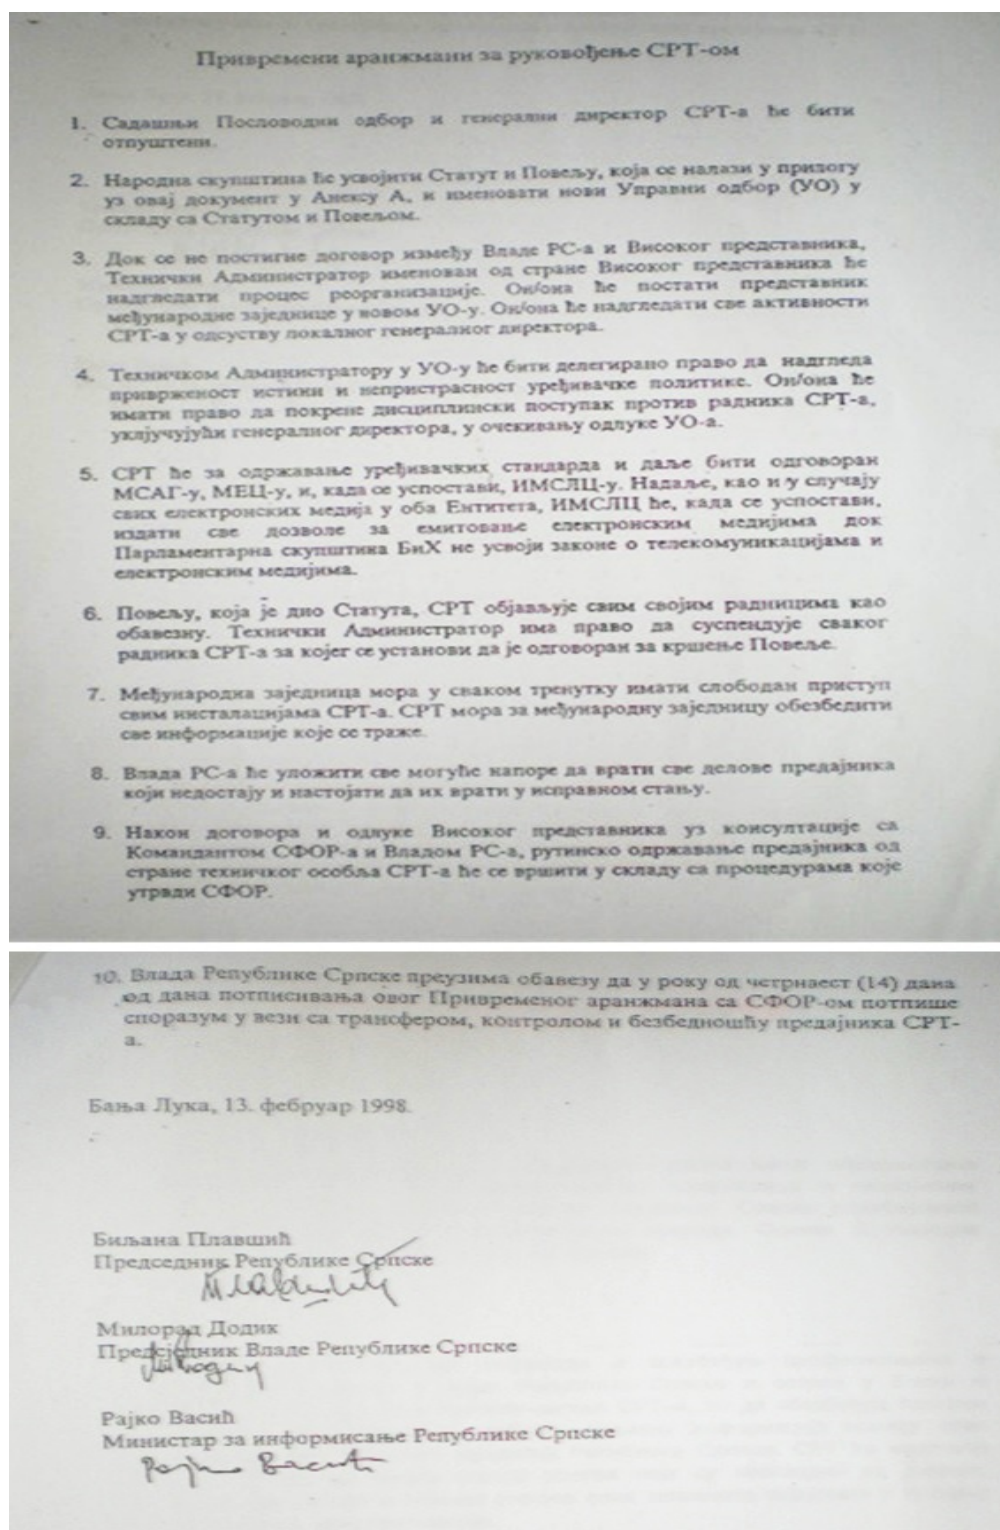 Привремени аранжмани за руковођење СРТ-ом
1. Садашњи Пословодни одбор и генерални директор СРТ-а ће бити
отпуштени.
2. Народна скупштина ће усвојити Статут и Повељу, која се налази у прилогу
уз овај документ у Анексу А, и именовати нови Управни одбор (УО) у
складу са Статутом и Повељом.
3. Док се не постигне договор између Владе РС-а и Високог представника,
Технички Администратор именован од стране Високог представника ће
надгледати процес реорганизације. Он/она ће постати представник
међународне заједнице у новом УО-у. Он/она ће надгледати све активности
СРТ-а у одсуству локалног генералног директора.
4. Техничком Администратору у УО-у ће бити делегирано право да надгледа
приврженост истини и непристрасност уређивачке политике. Он/она ће
имати право да покрене дисциплински поступак против радника СРТ-а,
укључујући генералног директора, у очекивању одлуке УО-а.
5. СРТ ће за одржавање уређивачких стандарда и даље бити одговоран
МСАГ-у, МЕЦ-у, и, када се успостави, ИМСЛЦ-у. Надаље, као и у случају
свих електронских медија у оба Ентитета, ИМСЛЦ ће, када се успостави,
издати све дозволе за емитовање електронским медијима док
Парламентарна скупштина БиХ не усвоји законе о телекомуникацијама и
електронским медијима.
6. Повељу, која је дио Статута, СРТ објављује свим својим радницима као
обавезну. Технички Администратор има право да суспендује сваког
радника СРТ-а за којег се установи да је одговоран за кршење Повеље.
7. Међународна заједница мора у сваком тренутку имати слободан приступ
свим инсталацијама СРТ-а. СРТ мора за међународну заједницу обезбедити
све информације које се траже.
8. Влада РС-а ће уложити све могуће напоре да врати све делове предајника
који недостају и настојати да их врати у исправном стању.
9. Након договора и одлуке Високог представника уз консултације са
Командантом СФОР-а и Владом РС-а, рутинско одржавање предајника од
стране техничког особља СРТ-а ће се вршити у складу са процедурама које
утврди СФОР.
10. Влада Републике Српске преузима обавезу да у року од четрнаест (14) дана
од дана потписивања овог Привременог аранжмана са СФОР-ом потпише
споразум у вези са трансфером, контролом и безбедношћу предајника СРТ-
а.
Бања Лука, 13. фебруар 1998.
Биљана Плавшић
Председник Републике Српске
Плавшић
Милорад Додик
Предсједник Владе Републике Српске
МДодик
Рајко Васић
Министар за информисање Републике Српске
Рајко Васић